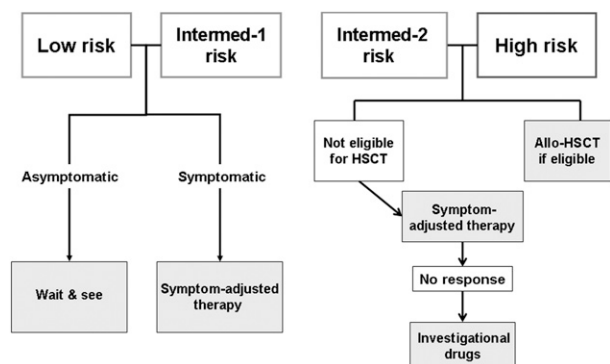 Low risk
Intermed-1
risk
Intermed-2
risk
High risk
Asymptomatic
Symptomatic
Wait & see
Symptom-adjusted
therapy
Not eligible
for HSCT
Allo-HSCT
if eligible
Symptom-
adjusted therapy
No response
Investigational
drugs